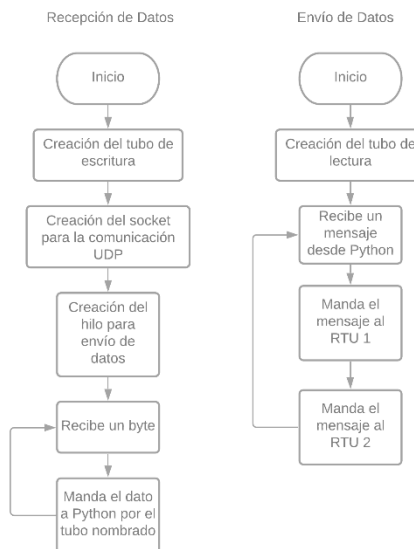 Recepción de Datos
Inicio
Creación del tubo de
escritura
Creación del socket
para la comunicación
UDP
Creación del
hilo para
envío de
datos
Recibe un byte
Manda el dato
a Python por el
tubo nombrado
Envío de Datos
Inicio
Creación del tubo de
lectura
Recibe un
mensaje
desde Python
Manda el
mensaje al
RTU 1
Manda el
mensaje al
RTU 2